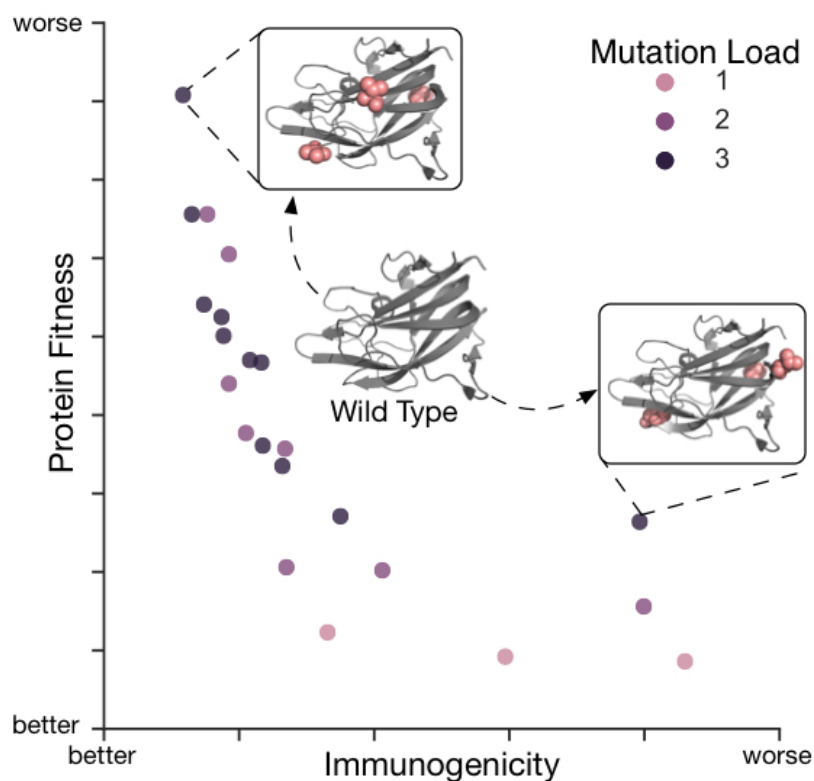 worse
Mutation Load
1
2
3
Protein Fitness
Wild Type
better
better
Immunogenicity
worse